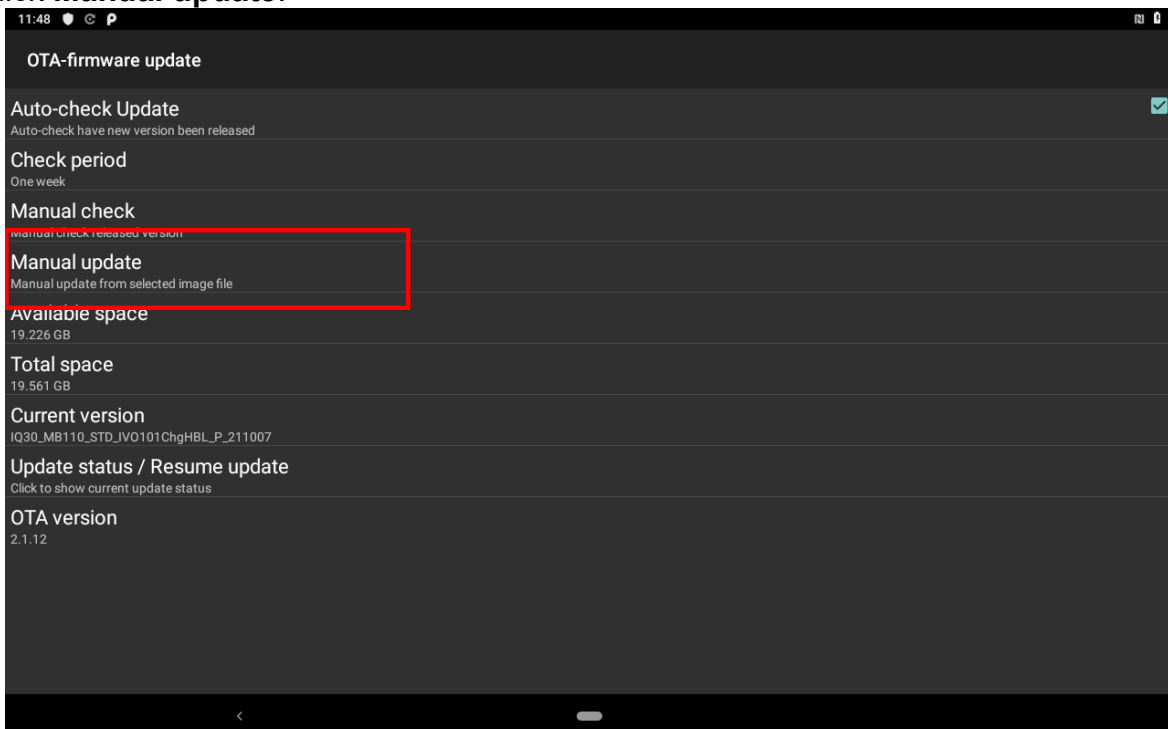 Manual update.
11:48
OTA-firmware update
Auto-check Update
Auto-check have new version been released
Check period
One week
Manual check
Manual check released version
Manual update
Manual update from selected image file
Available space
19.226 GB
Total space
19.561 GB
Current version
IQ30_MB110_STD_IVO101ChgHBL_P_211007
Update status / Resume update
Click to show current update status
OTA version
2.1.12